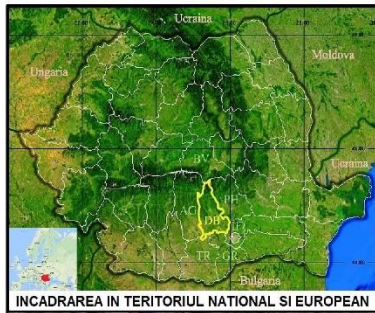 Ucraina
Ungaria
Moldova
BV
Ucraina
PH
AG
DB
TR
GR
Bulgaria
INCADRAREA IN TERITORIUL NATIONAL SI EUROPEAN